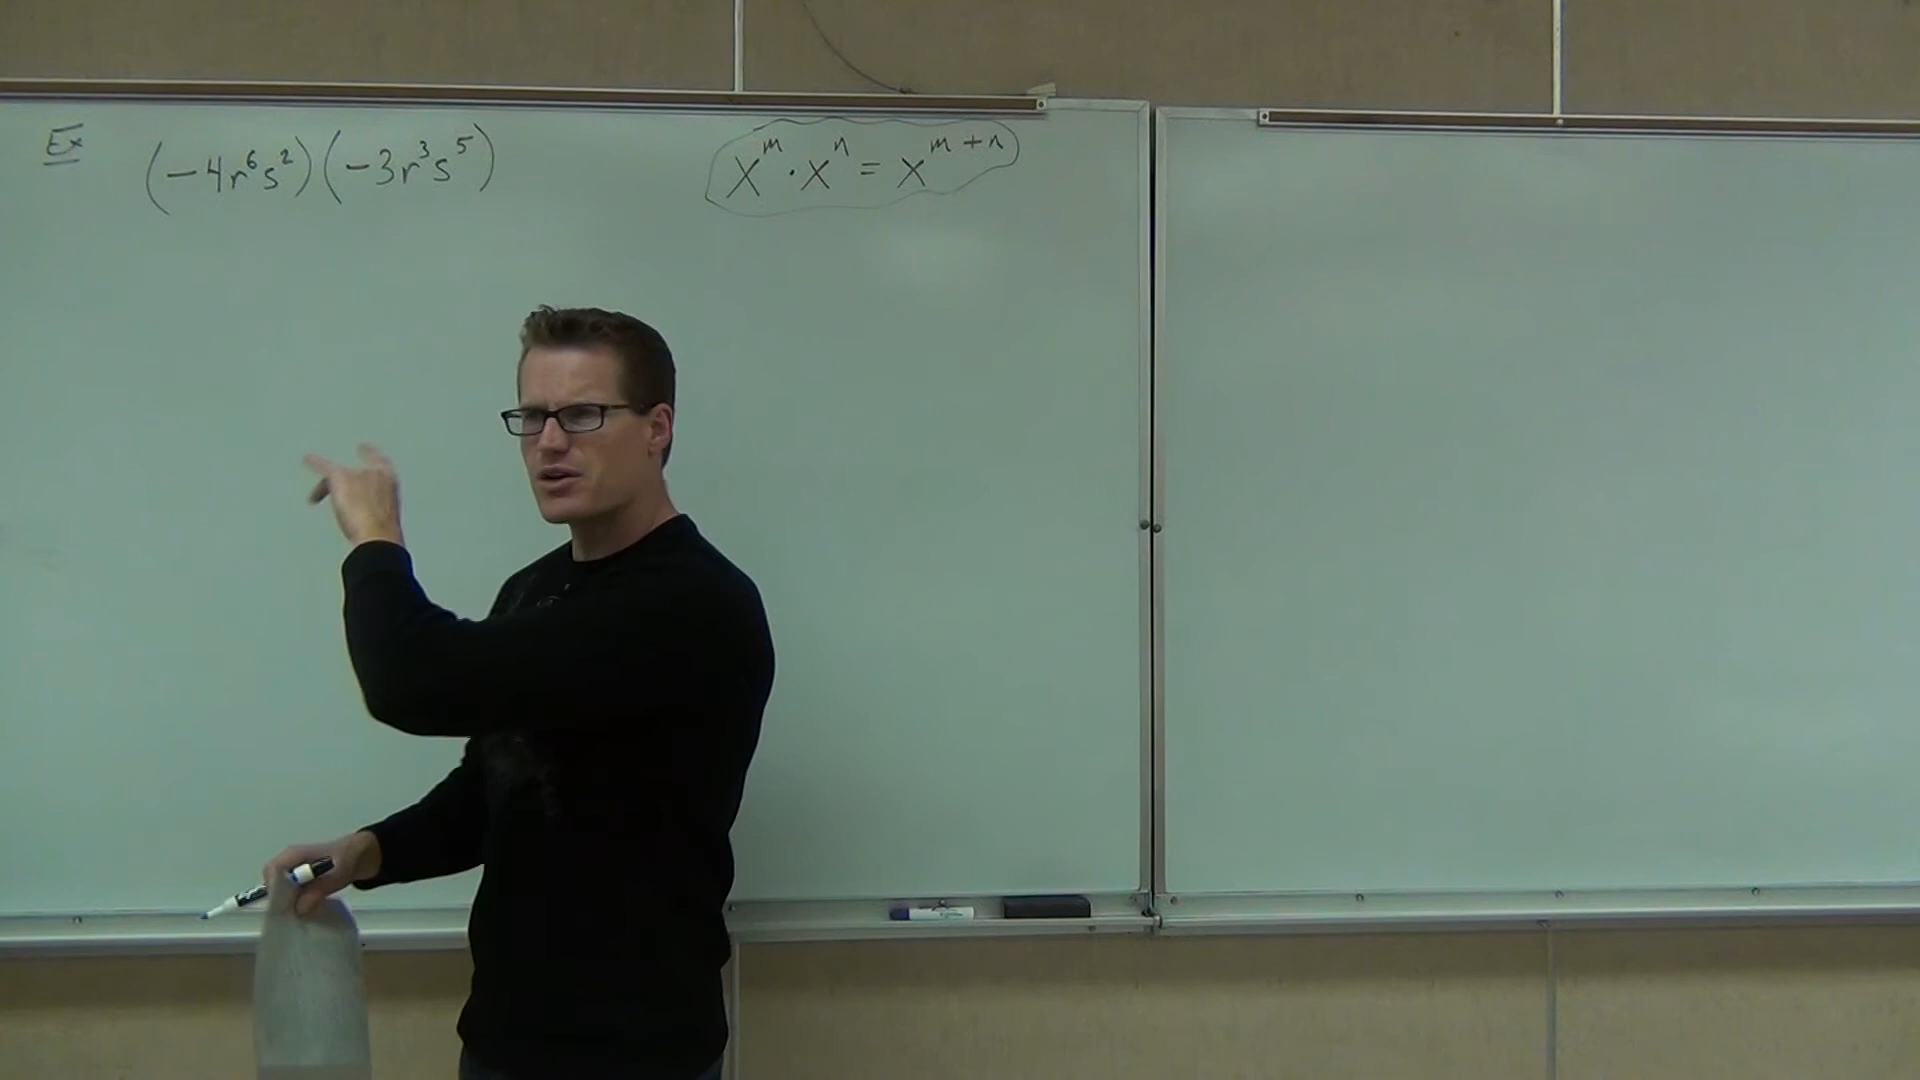 Ex (-4r⁶s²)(-3r³s⁵)
x^m · x^n = x^(m+n)